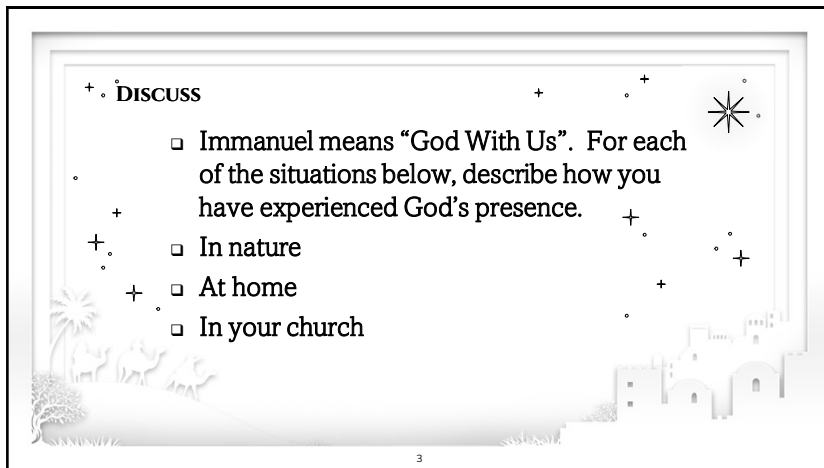 DISCUSS
❑ Immanuel means “God With Us”.  For each
of the situations below, describe how you
have experienced God’s presence.
❑ In nature
❑ At home
❑ In your church
3